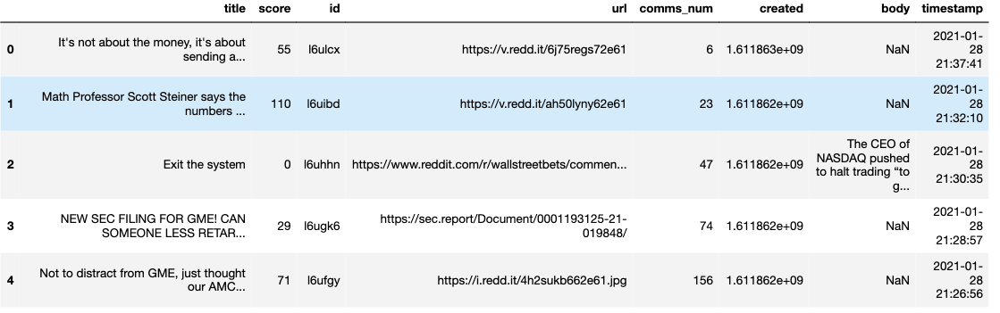 title score id url comms_num created body timestamp
0 It's not about the money, it's about sending a... 55 l6ulcx https://v.redd.it/6j75regs72e61 6 1.611863e+09 NaN 2021-01-28 21:37:41
1 Math Professor Scott Steiner says the numbers ... 110 l6uibd https://v.redd.it/ah50lyny62e61 23 1.611862e+09 NaN 2021-01-28 21:32:10
2 Exit the system 0 l6uhhn https://www.reddit.com/r/wallstreetbets/commen... 47 1.611862e+09 The CEO of NASDAQ pushed to halt trading “to g... 2021-01-28 21:30:35
3 NEW SEC FILING FOR GME! CAN SOMEONE LESS RETAR... 29 l6ugk6 https://sec.report/Document/0001193125-21-019848/ 74 1.611862e+09 NaN 2021-01-28 21:28:57
4 Not to distract from GME, just thought our AMC... 71 l6ufgy https://i.redd.it/4h2sukb662e61.jpg 156 1.611862e+09 NaN 2021-01-28 21:26:56